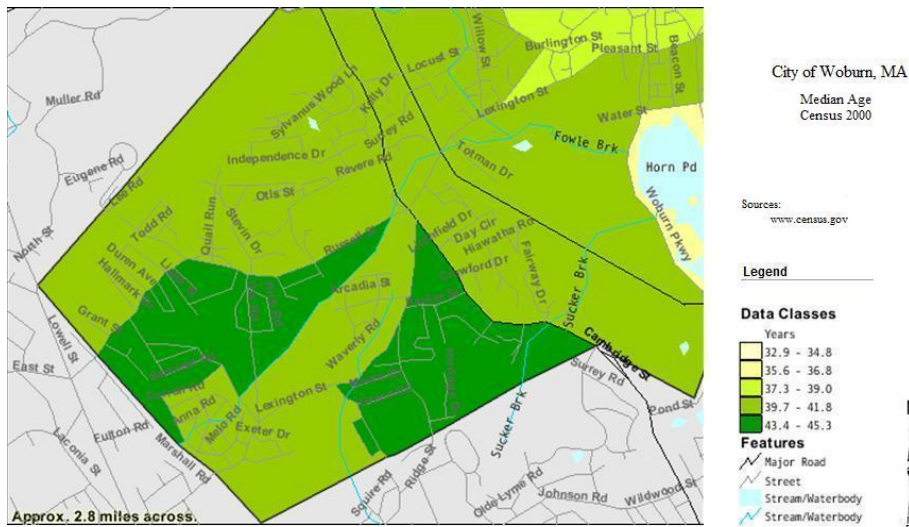 Muller Rd
Eugene Rd
Lee Rd
North St
Todd Rd
Quail Run
Stevin Dr
Duren Ave
Hallmark
Grant St
Lowell St
East St
Laconia St
Fulton Rd
Marshall Rd
Anna Rd
Melo Rd
Exeter Dr
Lexington St
Waverly Rd
Arcadia St
Russell St
Otis St
Independence Dr
Revere Rd
Surrey Rd
Kelly Dr
Sylvanus Wood Ln
Locust St
Willow St
Burlington St
Pleasant St
Beacon St
Lexington St
Water St
Fowle Brk
Totman Dr
Horn Pd
Woburn Pkwy
Day Cir
Hiawatha Rd
Fairway Dr
Sucker Brk
Cambridge St
Surrey Rd
Pond St
Sucker Brk
Squire Rd
Ridge St
Olde Lyme Rd
Johnson Rd
Wildwood St
Approx. 2.8 miles across.
City of Woburn, MA
Median Age
Census 2000
Sources:
www.census.gov
Legend
Data Classes
Years
32.9 - 34.8
35.6 - 36.8
37.3 - 39.0
39.7 - 41.8
43.4 - 45.3
Features
Major Road
Street
Stream/Waterbody
Stream/Waterbody